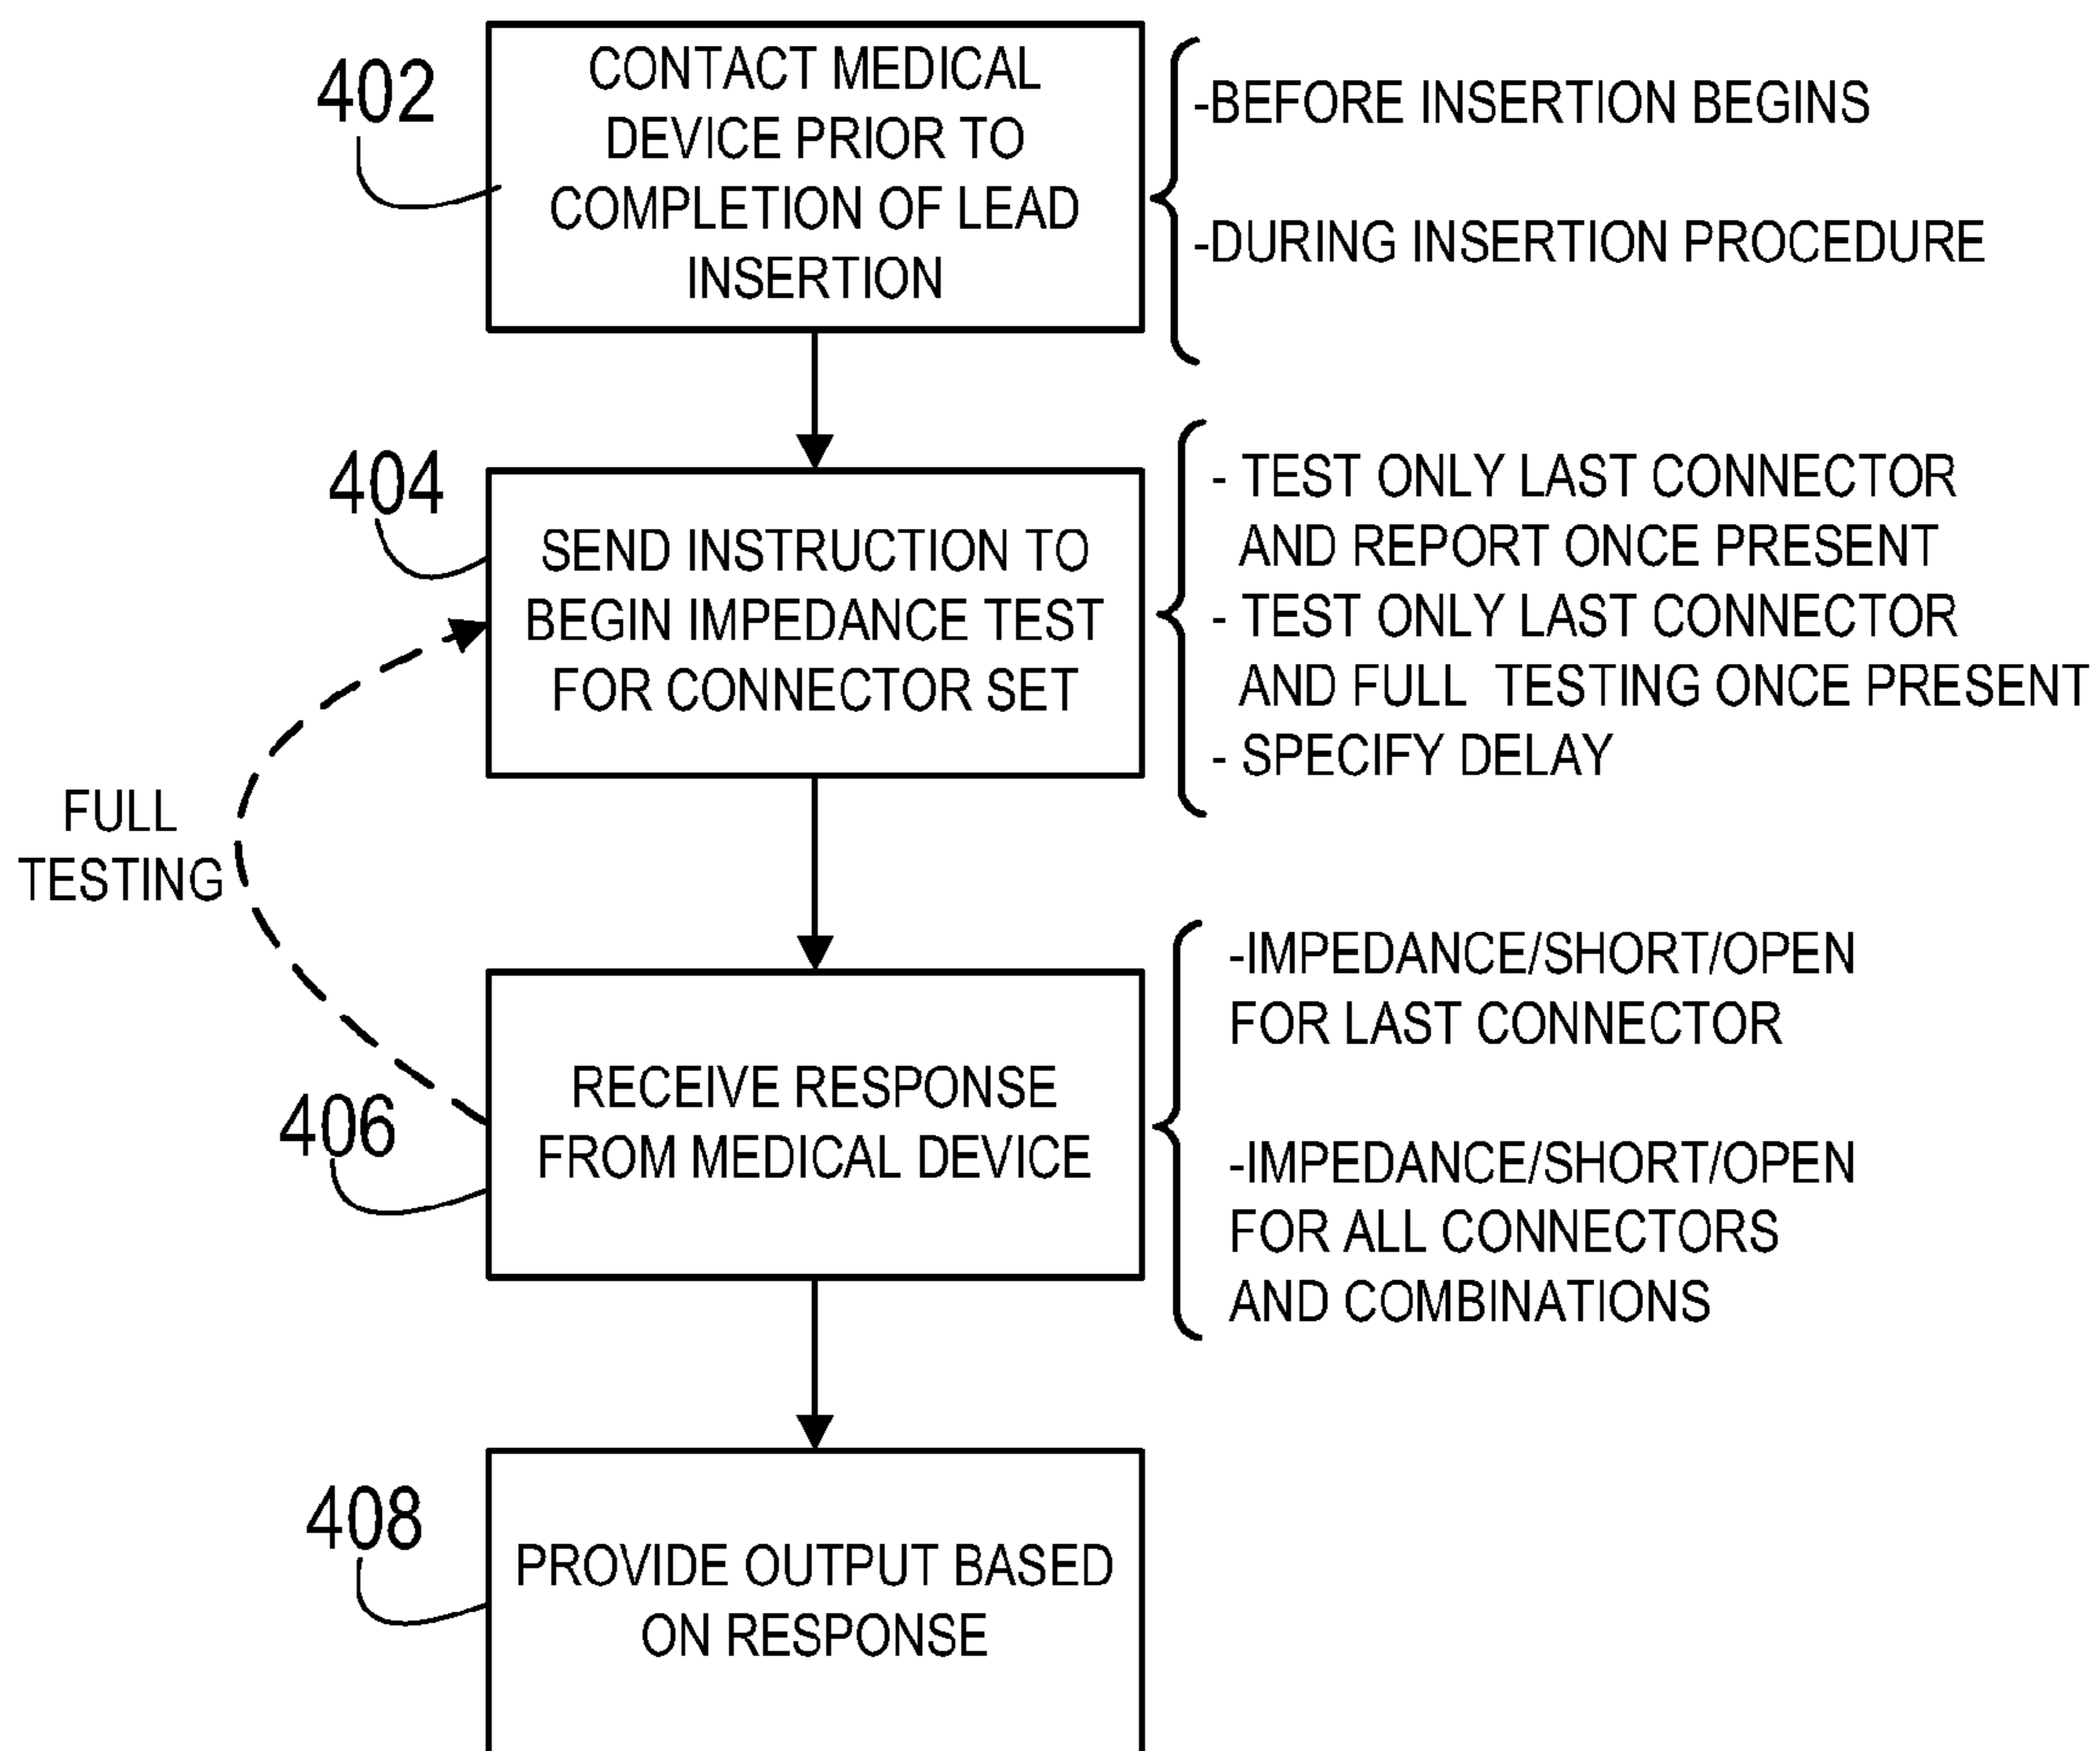 402
CONTACT MEDICAL
DEVICE PRIOR TO
COMPLETION OF LEAD
INSERTION
-BEFORE INSERTION BEGINS
-DURING INSERTION PROCEDURE
404
SEND INSTRUCTION TO
BEGIN IMPEDANCE TEST
FOR CONNECTOR SET
- TEST ONLY LAST CONNECTOR
AND REPORT ONCE PRESENT
- TEST ONLY LAST CONNECTOR
AND FULL TESTING ONCE PRESENT
- SPECIFY DELAY
FULL
TESTING
406
RECEIVE RESPONSE
FROM MEDICAL DEVICE
-IMPEDANCE/SHORT/OPEN
FOR LAST CONNECTOR
-IMPEDANCE/SHORT/OPEN
FOR ALL CONNECTORS
AND COMBINATIONS
408
PROVIDE OUTPUT BASED
ON RESPONSE